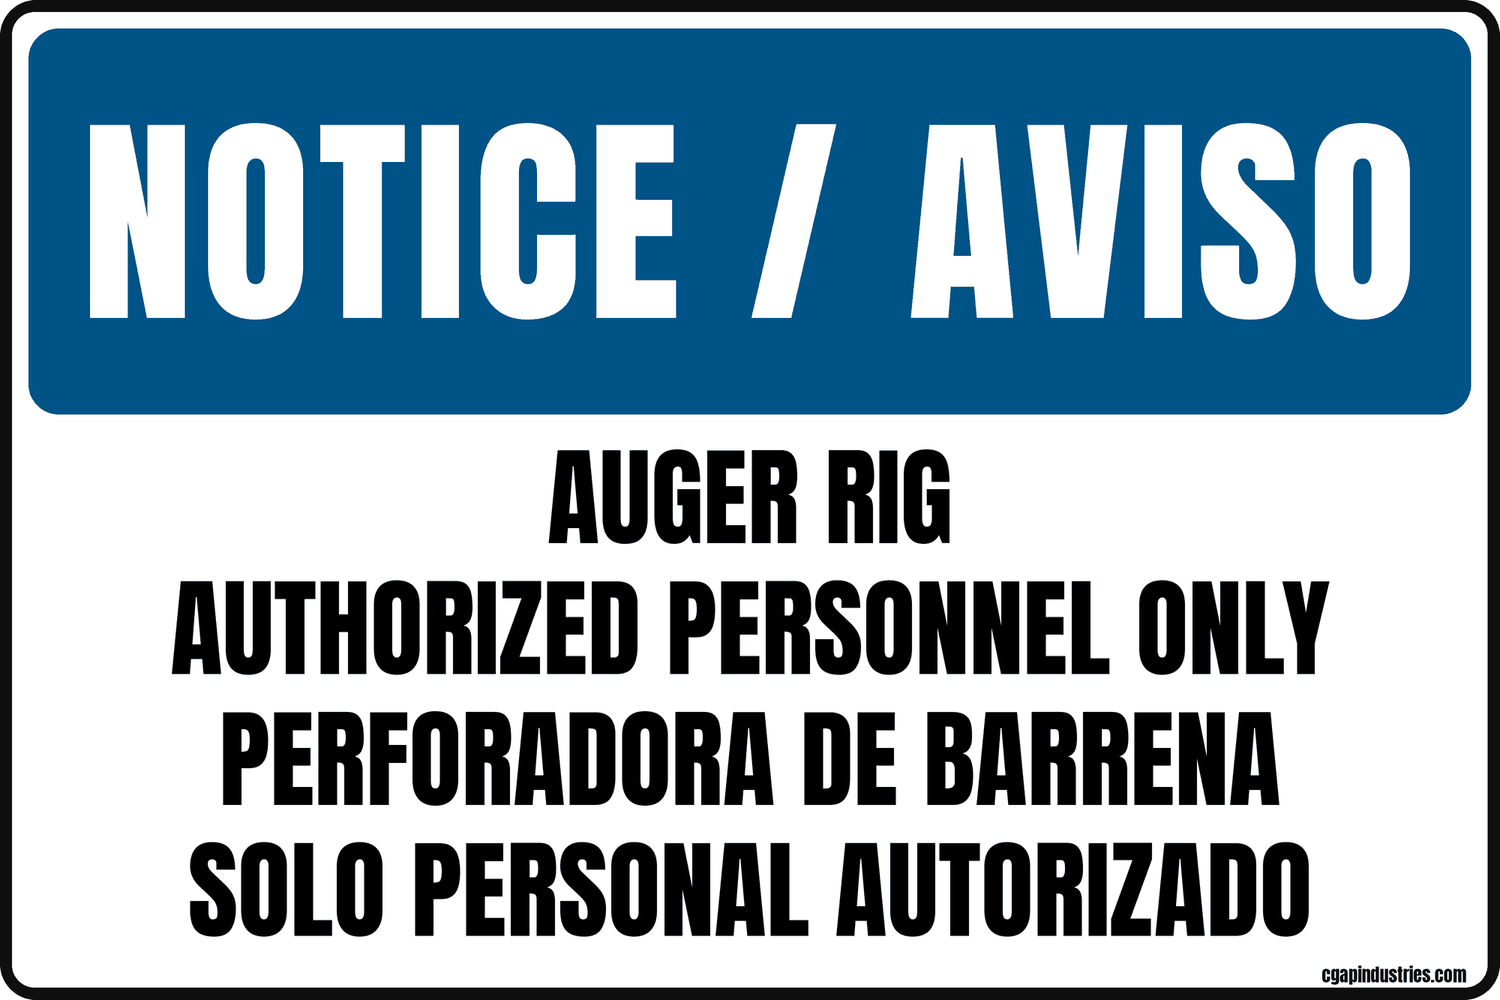 NOTICE / AVISO
AUGER RIG
AUTHORIZED PERSONNEL ONLY
PERFORADORA DE BARRENA
SOLO PERSONAL AUTORIZADO
cgapindustries.com